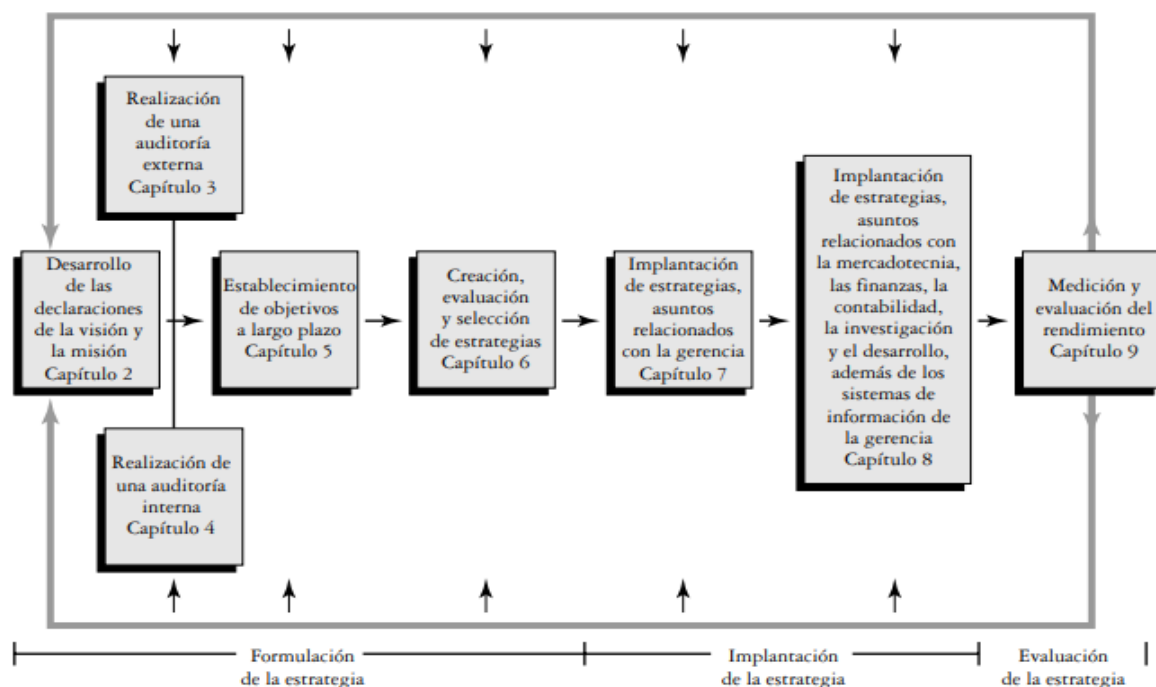 Realización
de una
auditoría
externa
Capítulo 3
Desarrollo
de las
declaraciones
de la visión y
la misión
Capítulo 2
Realización de
una auditoría
interna
Capítulo 4
Establecimiento
de objetivos
a largo plazo
Capítulo 5
Creación,
evaluación
y selección
de estrategias
Capítulo 6
Implantación
de estrategias,
asuntos
relacionados
con la gerencia
Capítulo 7
Implantación
de estrategias,
asuntos
relacionados con
la mercadotecnia,
las finanzas, la
contabilidad,
la investigación
y el desarrollo,
además de los
sistemas de
información de
la gerencia
Capítulo 8
Medición y
evaluación del
rendimiento
Capítulo 9
Formulación
de la estrategia
Implantación
de la estrategia
Evaluación
de la estrategia